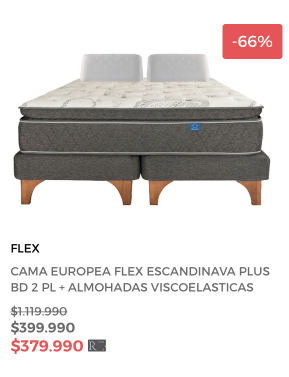 -66%
FLEX
CAMA EUROPEA FLEX ESCANDINAVA PLUS
BD 2 PL + ALMOHADAS VISCOELASTICAS
$1.119.990
$399.990
$379.990 R